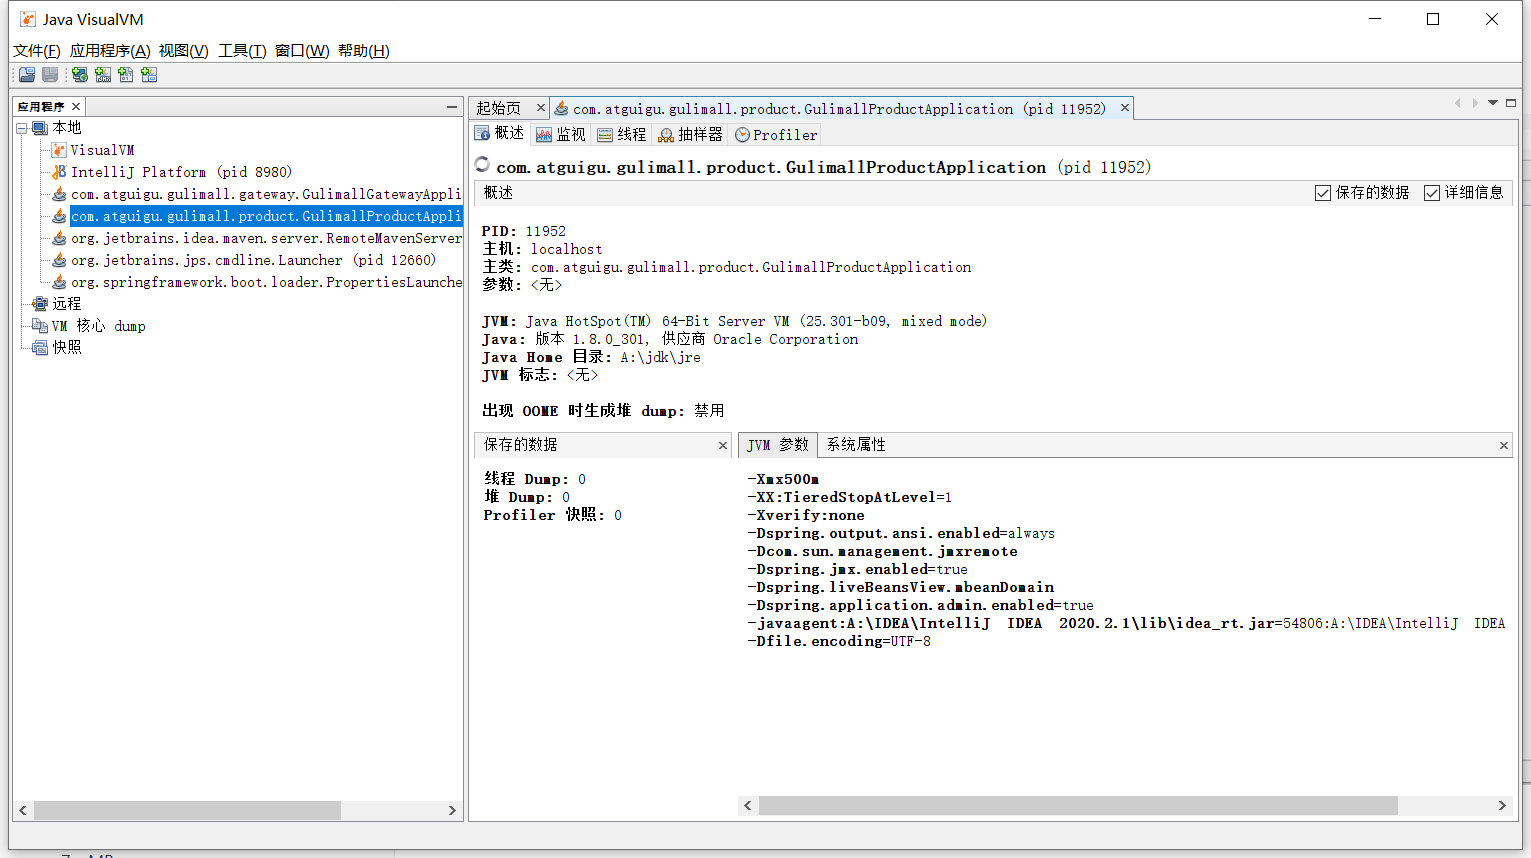 Java VisualVM
文件(F) 应用程序(A) 视图(V) 工具(T) 窗口(W) 帮助(H)
应用程序
本地
VisualVM
IntelliJ Platform (pid 8980)
com.atguigu.gulimall.gateway.GulimallGatewayAppli
com.atguigu.gulimall.product.GulimallProductAppli
org.jetbrains.idea.maven.server.RemoteMavenServer
org.jetbrains.jps.cmdline.Launcher (pid 12660)
org.springframework.boot.loader.PropertiesLaunche
远程
VM 核心 dump
快照
起始页 com.atguigu.gulimall.product.GulimallProductApplication (pid 11952)
概述 监视 线程 抽样器 Profiler
com.atguigu.gulimall.product.GulimallProductApplication (pid 11952)
概述 保存的数据 详细信息
PID: 11952
主机: localhost
主类: com.atguigu.gulimall.product.GulimallProductApplication
参数: <无>
JVM: Java HotSpot(TM) 64-Bit Server VM (25.301-b09, mixed mode)
Java: 版本 1.8.0_301, 供应商 Oracle Corporation
Java Home 目录: A:\jdk\jre
JVM 标志: <无>
出现 OOME 时生成堆 dump: 禁用
保存的数据
线程 Dump: 0
堆 Dump: 0
Profiler 快照: 0
JVM 参数 系统属性
-Xmx500m
-XX:TieredStopAtLevel=1
-Xverify:none
-Dspring.output.ansi.enabled=always
-Dcom.sun.management.jmxremote
-Dspring.jmx.enabled=true
-Dspring.liveBeansView.mbeanDomain
-Dspring.application.admin.enabled=true
-javaagent:A:\IDEA\IntelliJ IDEA 2020.2.1\lib\idea_rt.jar=54806:A:\IDEA\IntelliJ IDEA
-Dfile.encoding=UTF-8